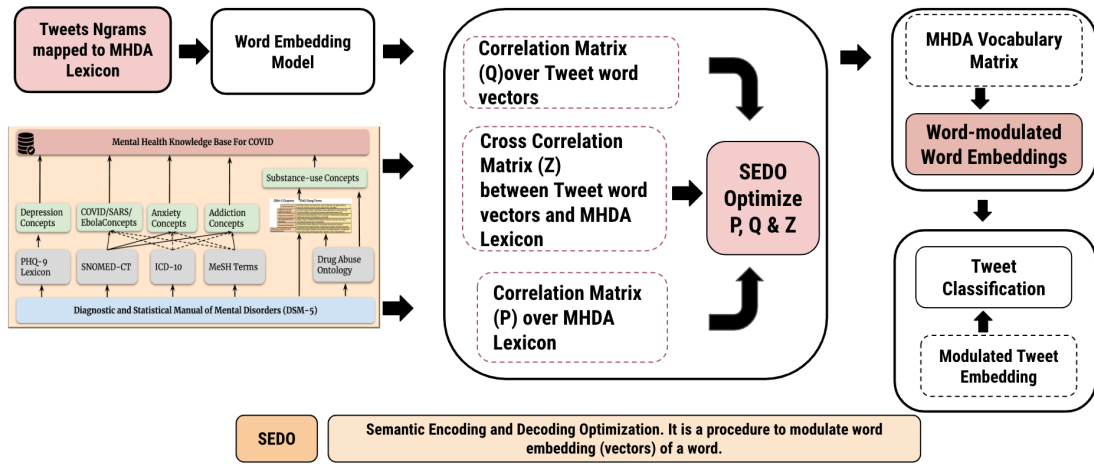 Tweets Ngrams
mapped to MHDA
Lexicon
Word Embedding
Model
Mental Health Knowledge Base For COVID
Substance-use Concepts
Depression
Concepts
COVID/SARS/
EbolaConcepts
Anxiety
Concepts
Addiction
Concepts
PHQ-9
Lexicon
SNOMED-CT
ICD-10
MeSH Terms
Drug Abuse
Ontology
Diagnostic and Statistical Manual of Mental Disorders (DSM-5)
Correlation Matrix
(Q)over Tweet word
vectors
Cross Correlation
Matrix (Z)
between Tweet word
vectors and MHDA
Lexicon
Correlation Matrix
(P) over MHDA
Lexicon
SEDO
Optimize
P, Q & Z
MHDA Vocabulary
Matrix
Word-modulated
Word Embeddings
Tweet
Classification
Modulated Tweet
Embedding
SEDO
Semantic Encoding and Decoding Optimization. It is a procedure to modulate word
embedding (vectors) of a word.